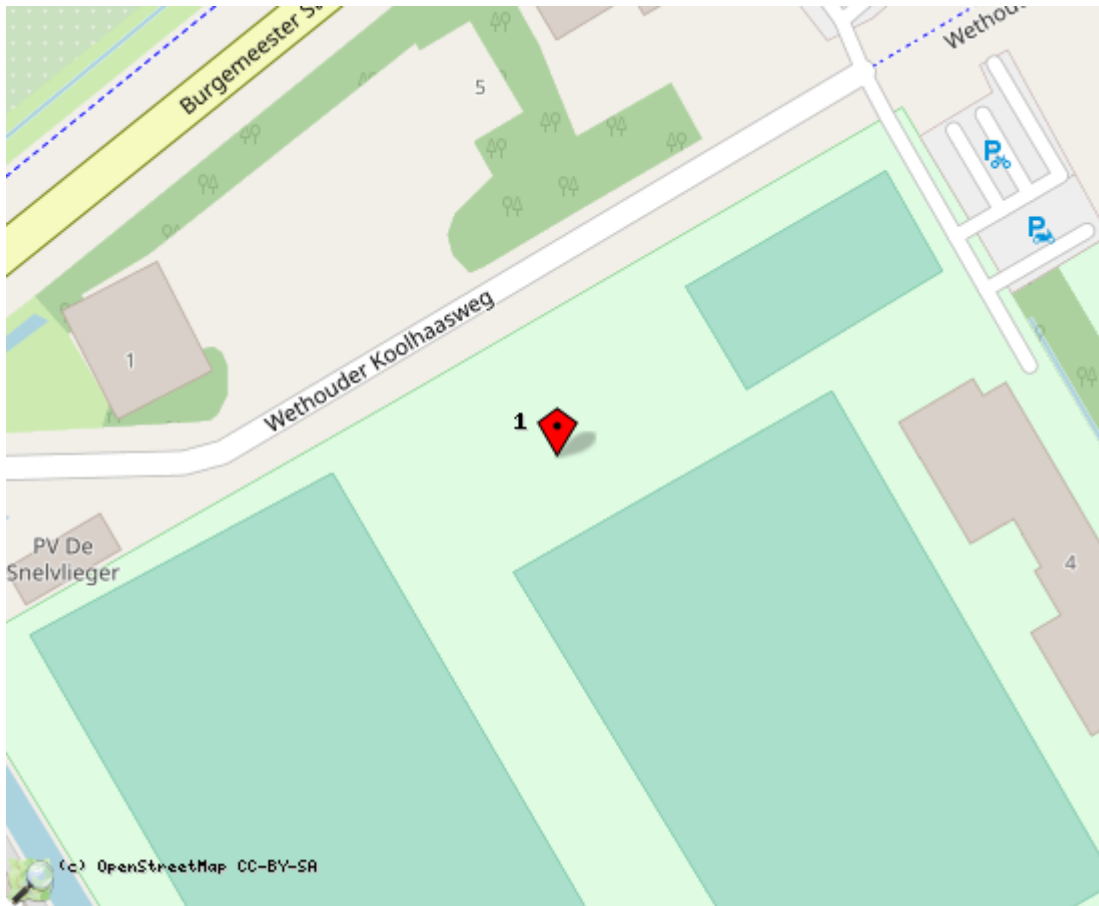 Burgemeester S
Wethou
5
P
P
Wethouder Koolhaasweg
1
1
PV De
Snelvlieger
4
(c) OpenStreetMap CC-BY-SA